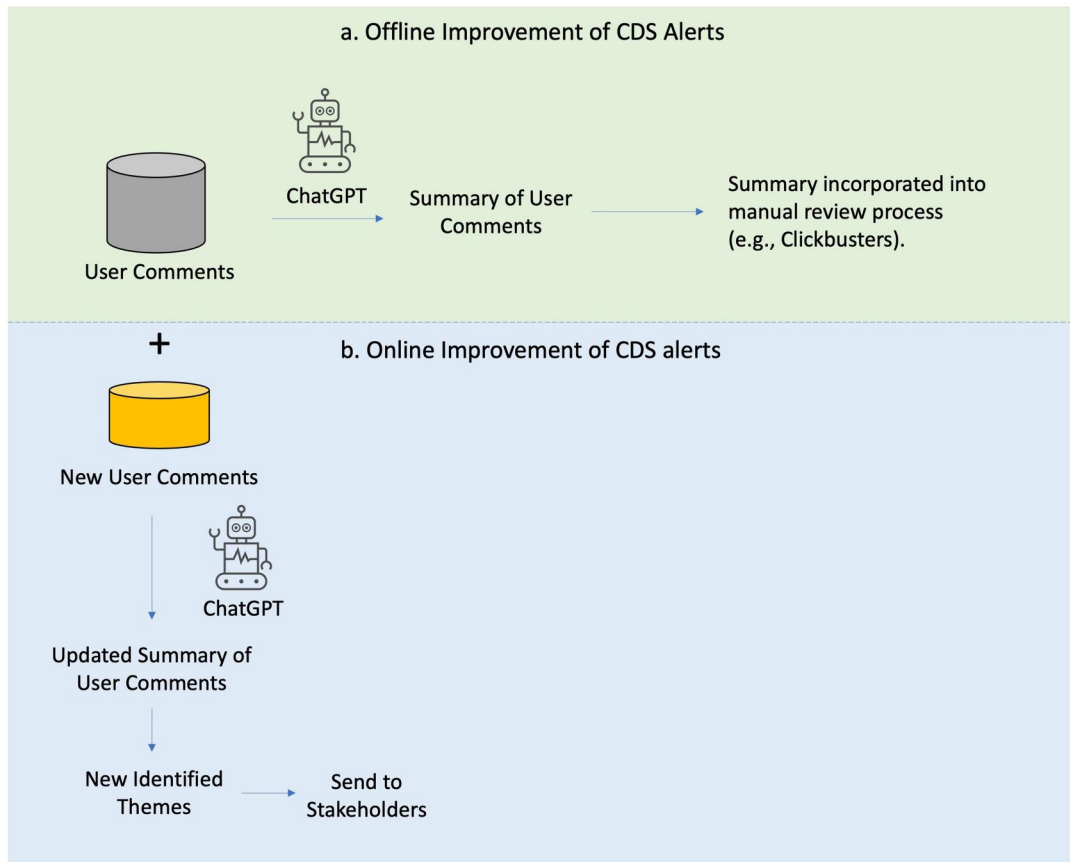 a. Offline Improvement of CDS Alerts
ChatGPT
User Comments
Summary of User
Comments
Summary incorporated into
manual review process
(e.g., Clickbusters).
+
b. Online Improvement of CDS alerts
New User Comments
ChatGPT
Updated Summary of
User Comments
New Identified
Themes
Send to
Stakeholders